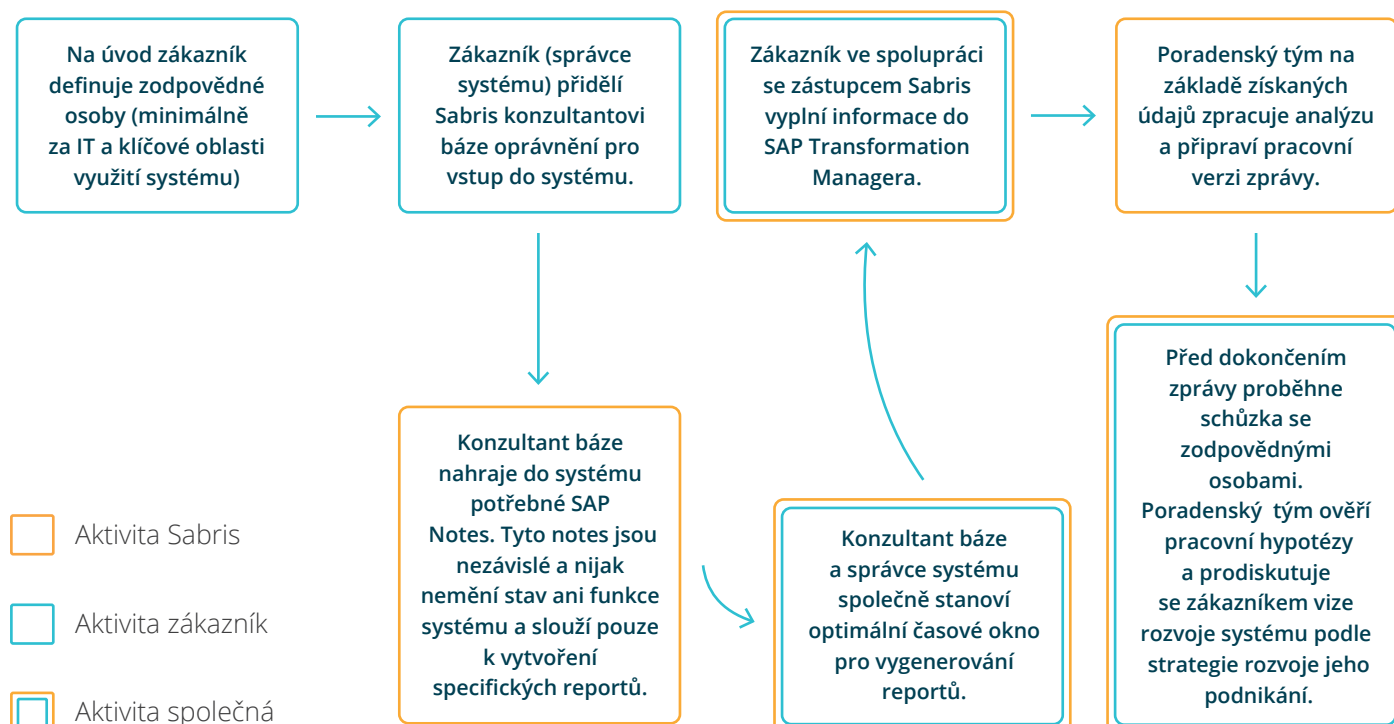 Na úvod zákazník
definuje zodpovědné
osoby (minimálně
za IT a klíčové oblasti
využití systému)
Zákazník (správce
systému) přidělí
Sabris konzultantovi
báze oprávnění pro
vstup do systému.
Zákazník ve spolupráci
se zástupcem Sabris
vyplní informace do
SAP Transformation
Managera.
Poradenský tým na
základě získaných
údajů zpracuje analýzu
a připraví pracovní
verzi zprávy.
Konzultant báze
nahraje do systému
potřebné SAP
Notes. Tyto notes jsou
nezávislé a nijak
nemění stav ani funkce
systému a slouží pouze
k vytvoření
specifických reportů.
Konzultant báze
a správce systému
společně stanoví
optimální časové okno
pro vygenerování
reportů.
Před dokončením
zprávy proběhne
schůzka se
zodpovědnými
osobami.
Poradenský tým ověří
pracovní hypotézy
a prodiskutuje
se zákazníkem vize
rozvoje systému podle
strategie rozvoje jeho
podnikání.
Aktivita Sabris
Aktivita zákazník
Aktivita společná